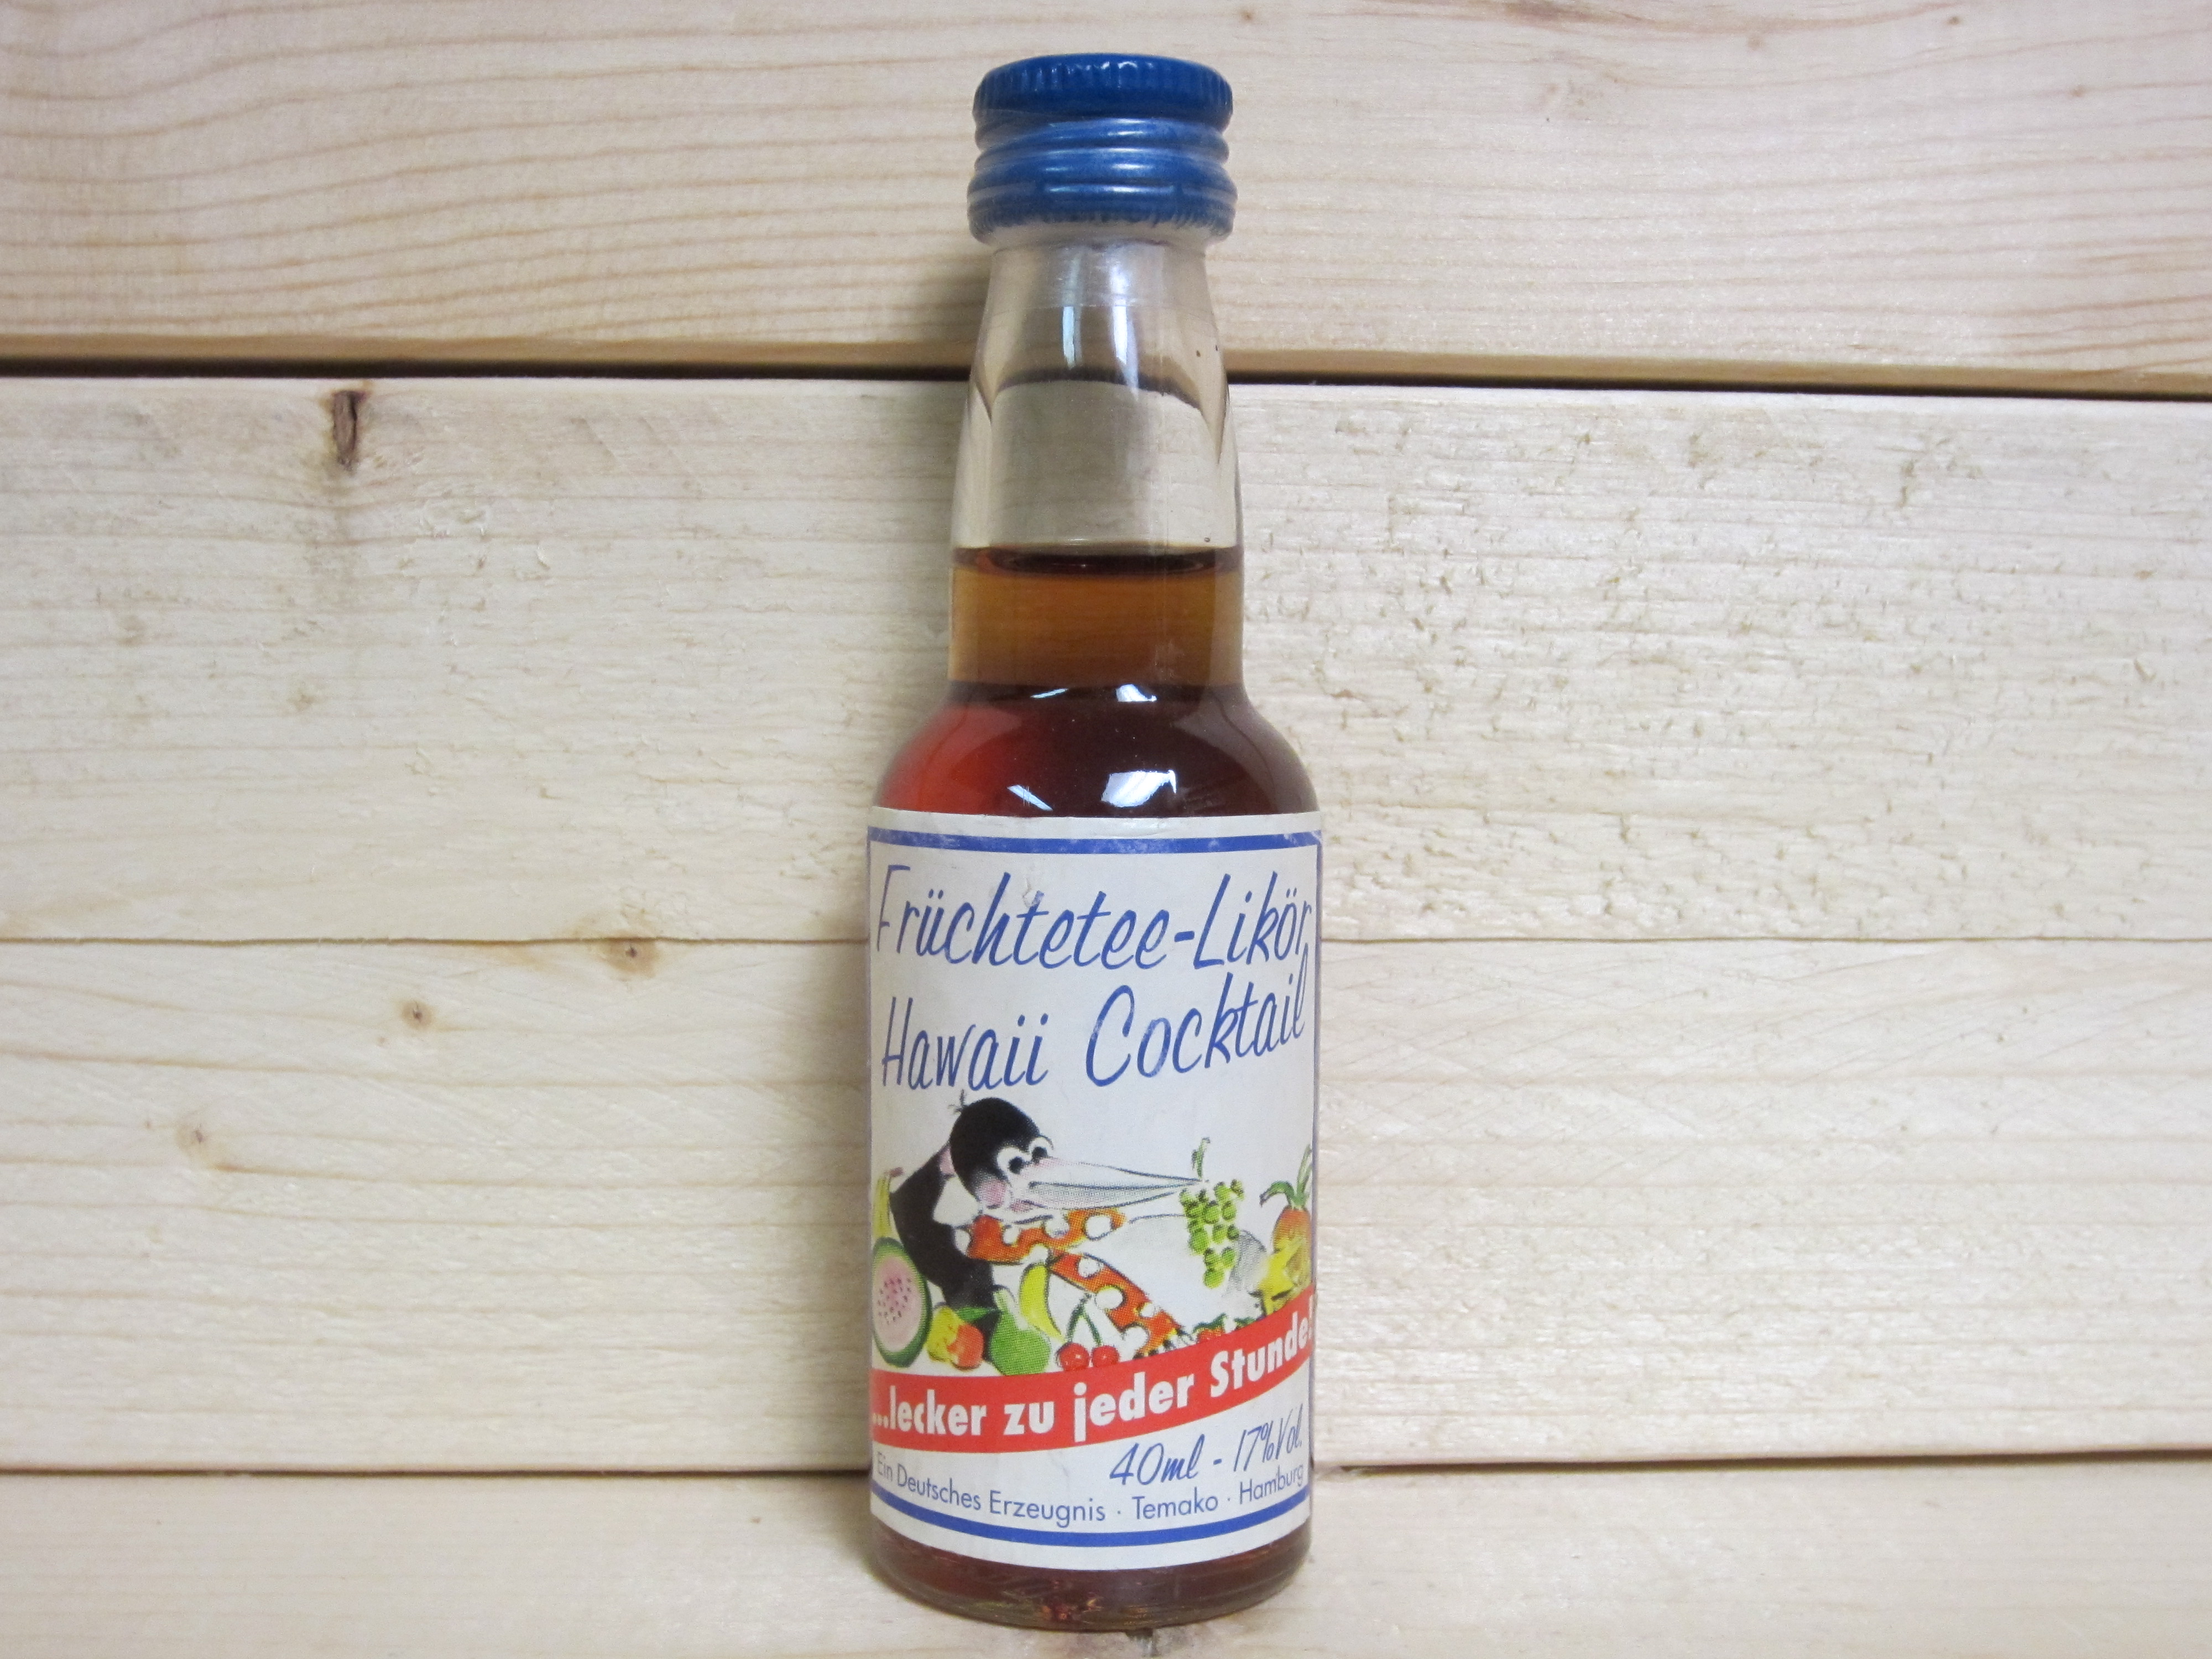 Früchtetee-Likör
Hawaii Cocktail
...lecker zu jeder Stunde!
40ml - 17%Vol.
Ein Deutsches Erzeugnis · Temako · Hamburg